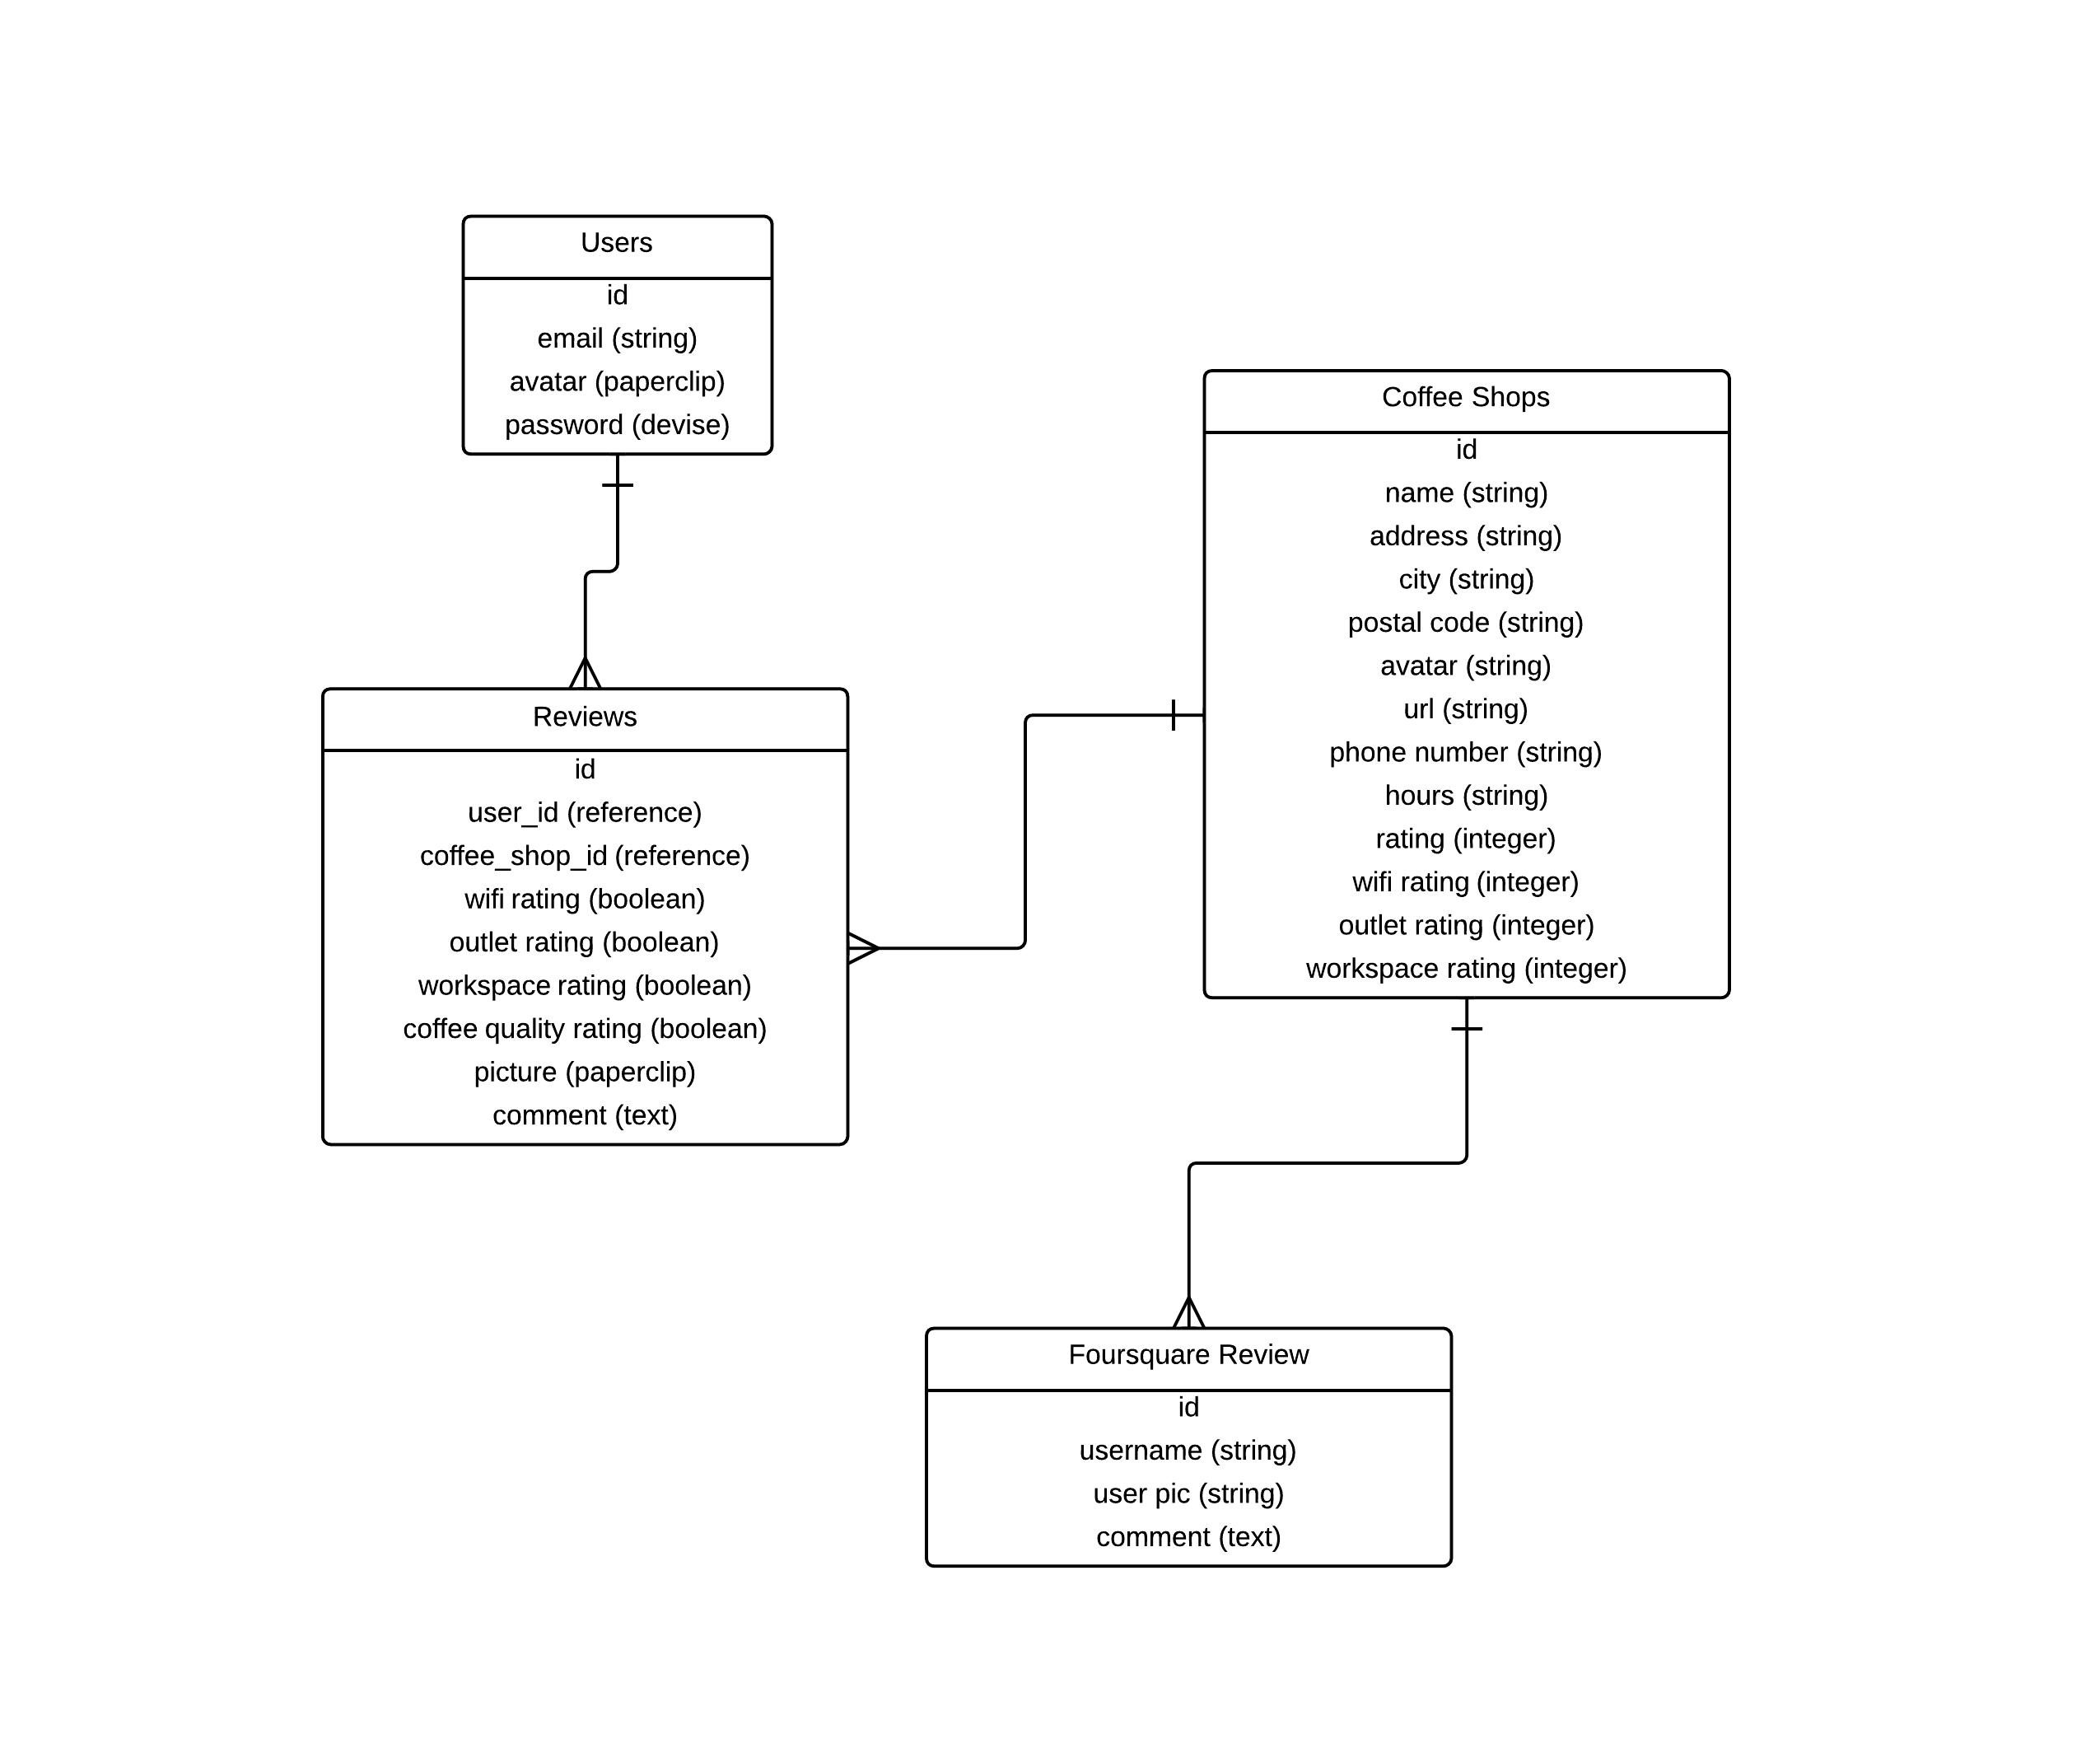 Users
id
email (string)
avatar (paperclip)
password (devise)
Reviews
id
user_id (reference)
coffee_shop_id (reference)
wifi rating (boolean)
outlet rating (boolean)
workspace rating (boolean)
coffee quality rating (boolean)
picture (paperclip)
comment (text)
Coffee Shops
id
name (string)
address (string)
city (string)
postal code (string)
avatar (string)
url (string)
phone number (string)
hours (string)
rating (integer)
wifi rating (integer)
outlet rating (integer)
workspace rating (integer)
Foursquare Review
id
username (string)
user pic (string)
comment (text)